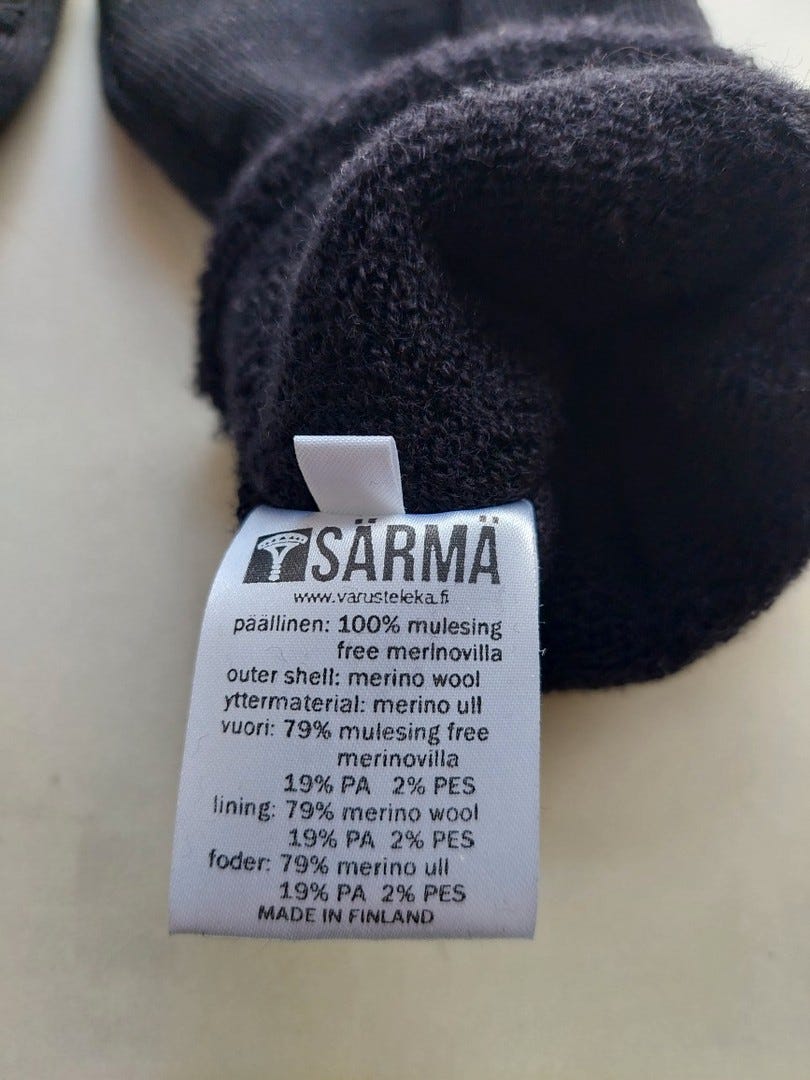 SÄRMÄ
www.varusteleka.fi
päällinen: 100% mulesing
free merinovilla
outer shell: merino wool
yttermaterial: merino ull
vuori: 79% mulesing free
merinovilla
19% PA 2% PES
lining: 79% merino wool
19% PA 2% PES
foder: 79% merino ull
19% PA 2% PES
MADE IN FINLAND